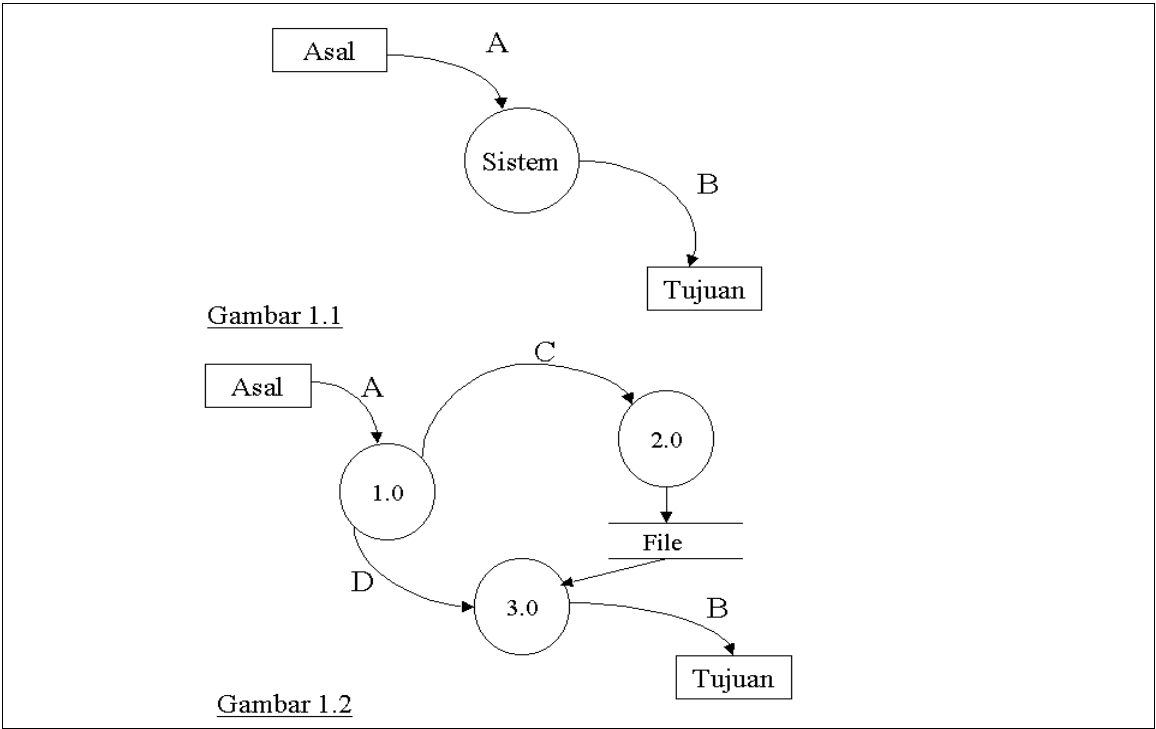 Asal
A
Sistem
B
Tujuan
Gambar 1.1
C
Asal
A
2.0
1.0
File
D
3.0
B
Tujuan
Gambar 1.2